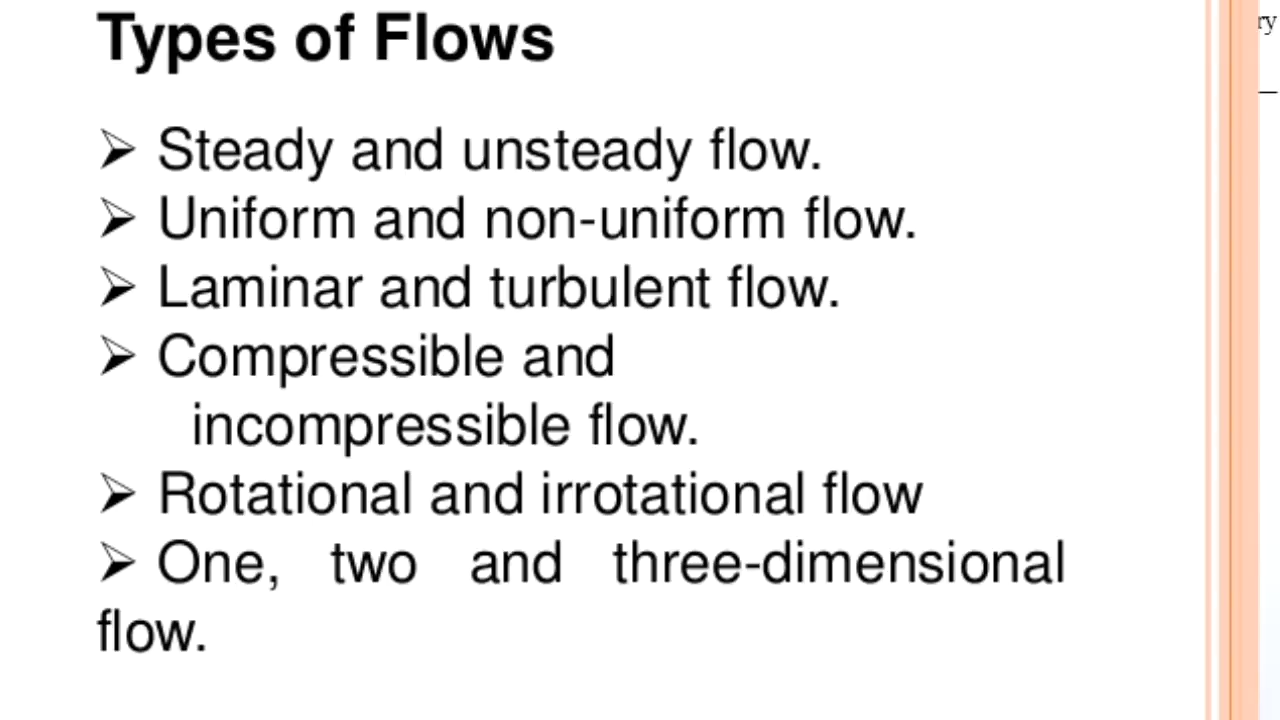 Types of Flows
➢ Steady and unsteady flow.
➢ Uniform and non-uniform flow.
➢ Laminar and turbulent flow.
➢ Compressible and
incompressible flow.
➢ Rotational and irrotational flow
➢ One, two and three-dimensional
flow.